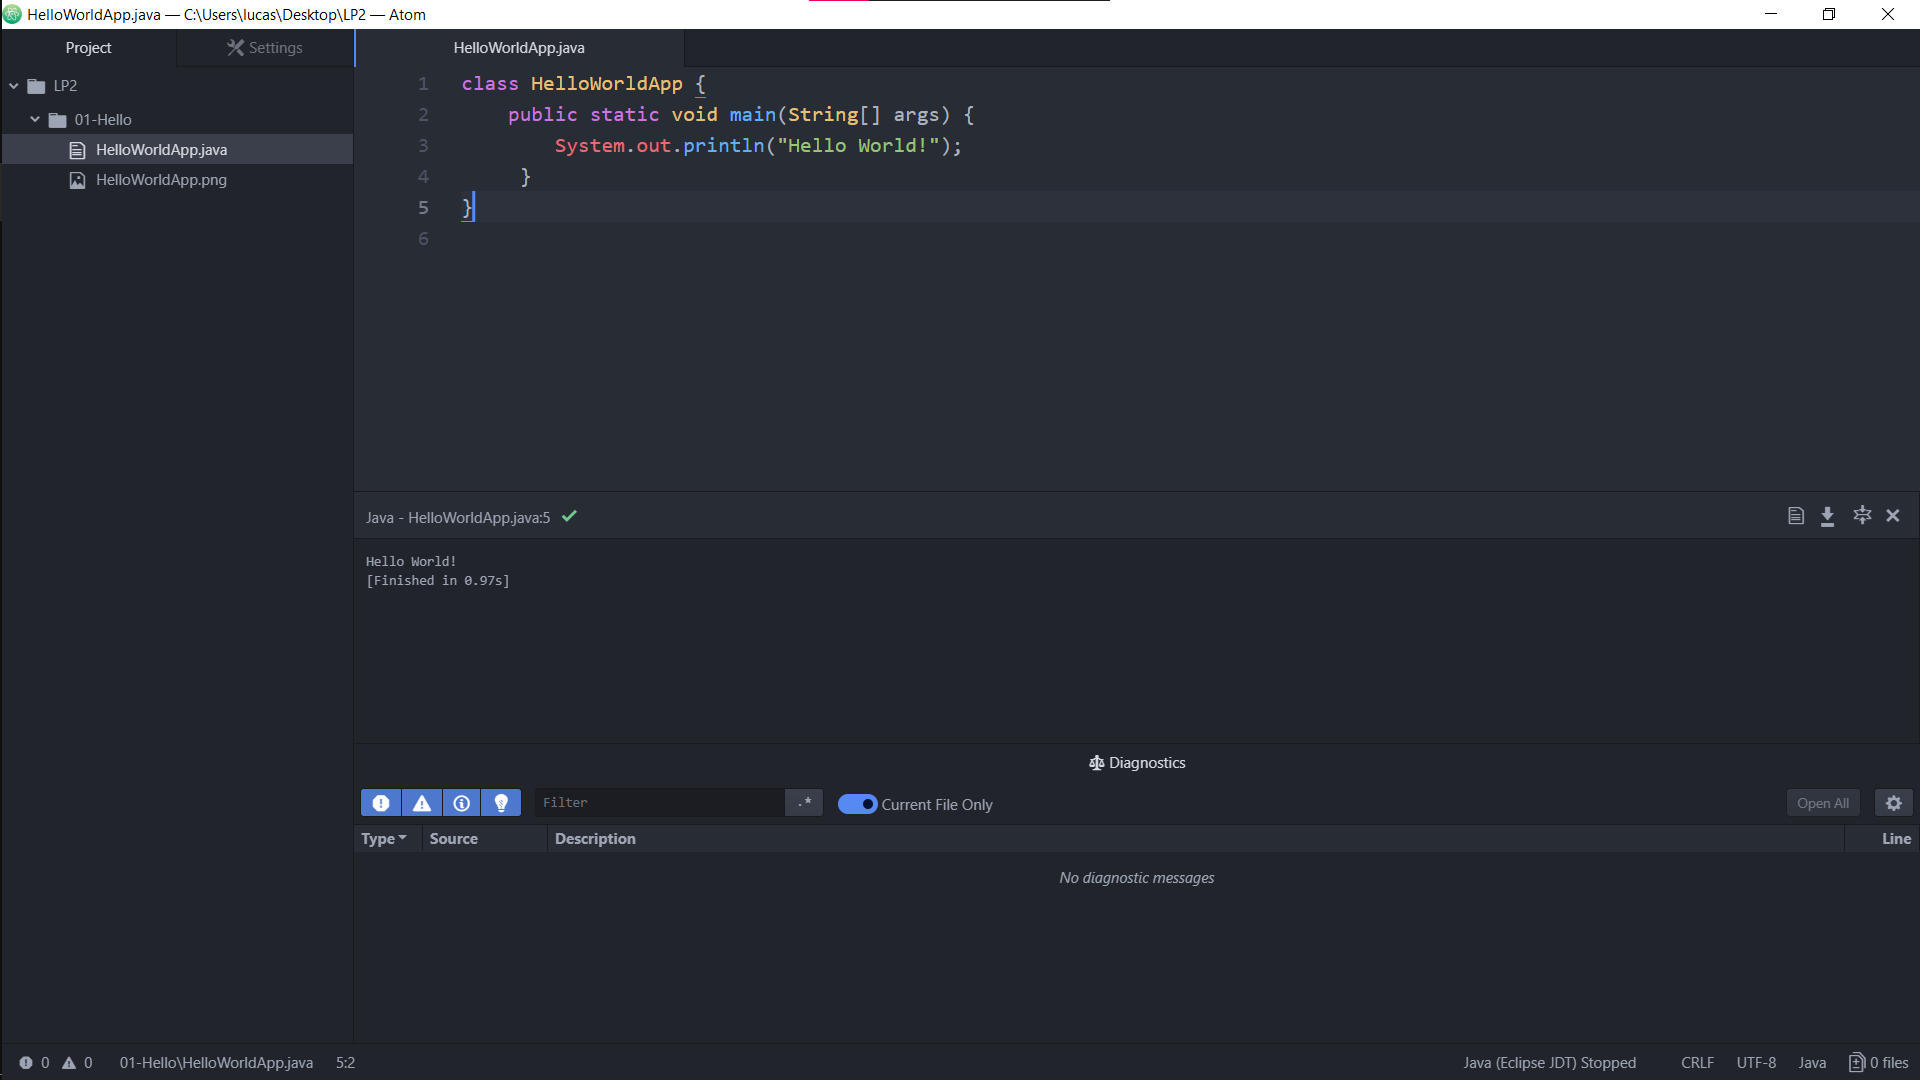 HelloWorldApp.java — C:\Users\lucas\Desktop\LP2 — Atom
Project
Settings
HelloWorldApp.java
LP2
01-Hello
HelloWorldApp.java
HelloWorldApp.png
1 class HelloWorldApp {
2     public static void main(String[] args) {
3         System.out.println("Hello World!");
4      }
5 }
6
Java - HelloWorldApp.java:5
Hello World!
[Finished in 0.97s]
Diagnostics
Filter
.*
Current File Only
Open All
Type Source Description Line
No diagnostic messages
0 0 01-Hello\HelloWorldApp.java 5:2 Java (Eclipse JDT) Stopped CRLF UTF-8 Java 0 files